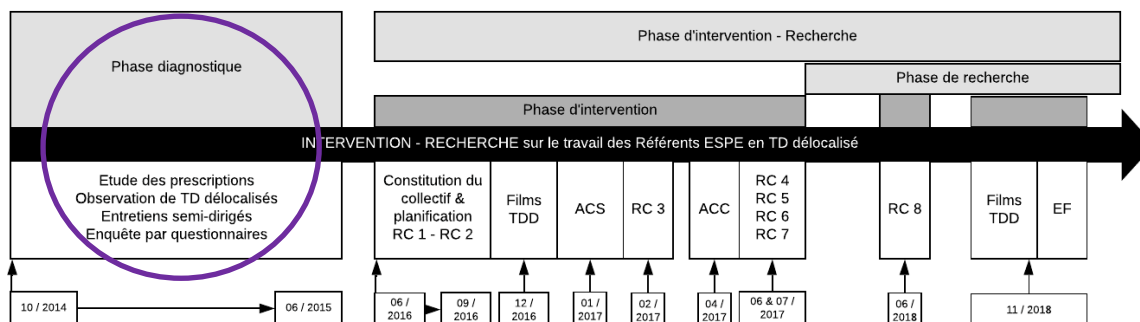 Phase diagnostique
Phase d'intervention - Recherche
Phase de recherche
Phase d'intervention
INTERVENTION - RECHERCHE sur le travail des Référents ESPE en TD délocalisé
Etude des prescriptions
Observation de TD délocalisés
Entretiens semi-dirigés
Enquête par questionnaires
Constitution du
collectif &
planification
RC 1 - RC 2
Films
TDD
ACS
RC 3
ACC
RC 4
RC 5
RC 6
RC 7
RC 8
Films
TDD
EF
10 / 2014
06 / 2015
06 /
2016
09 /
2016
12 /
2016
01 /
2017
02 /
2017
04 /
2017
06 & 07 /
2017
06 /
2018
11 / 2018